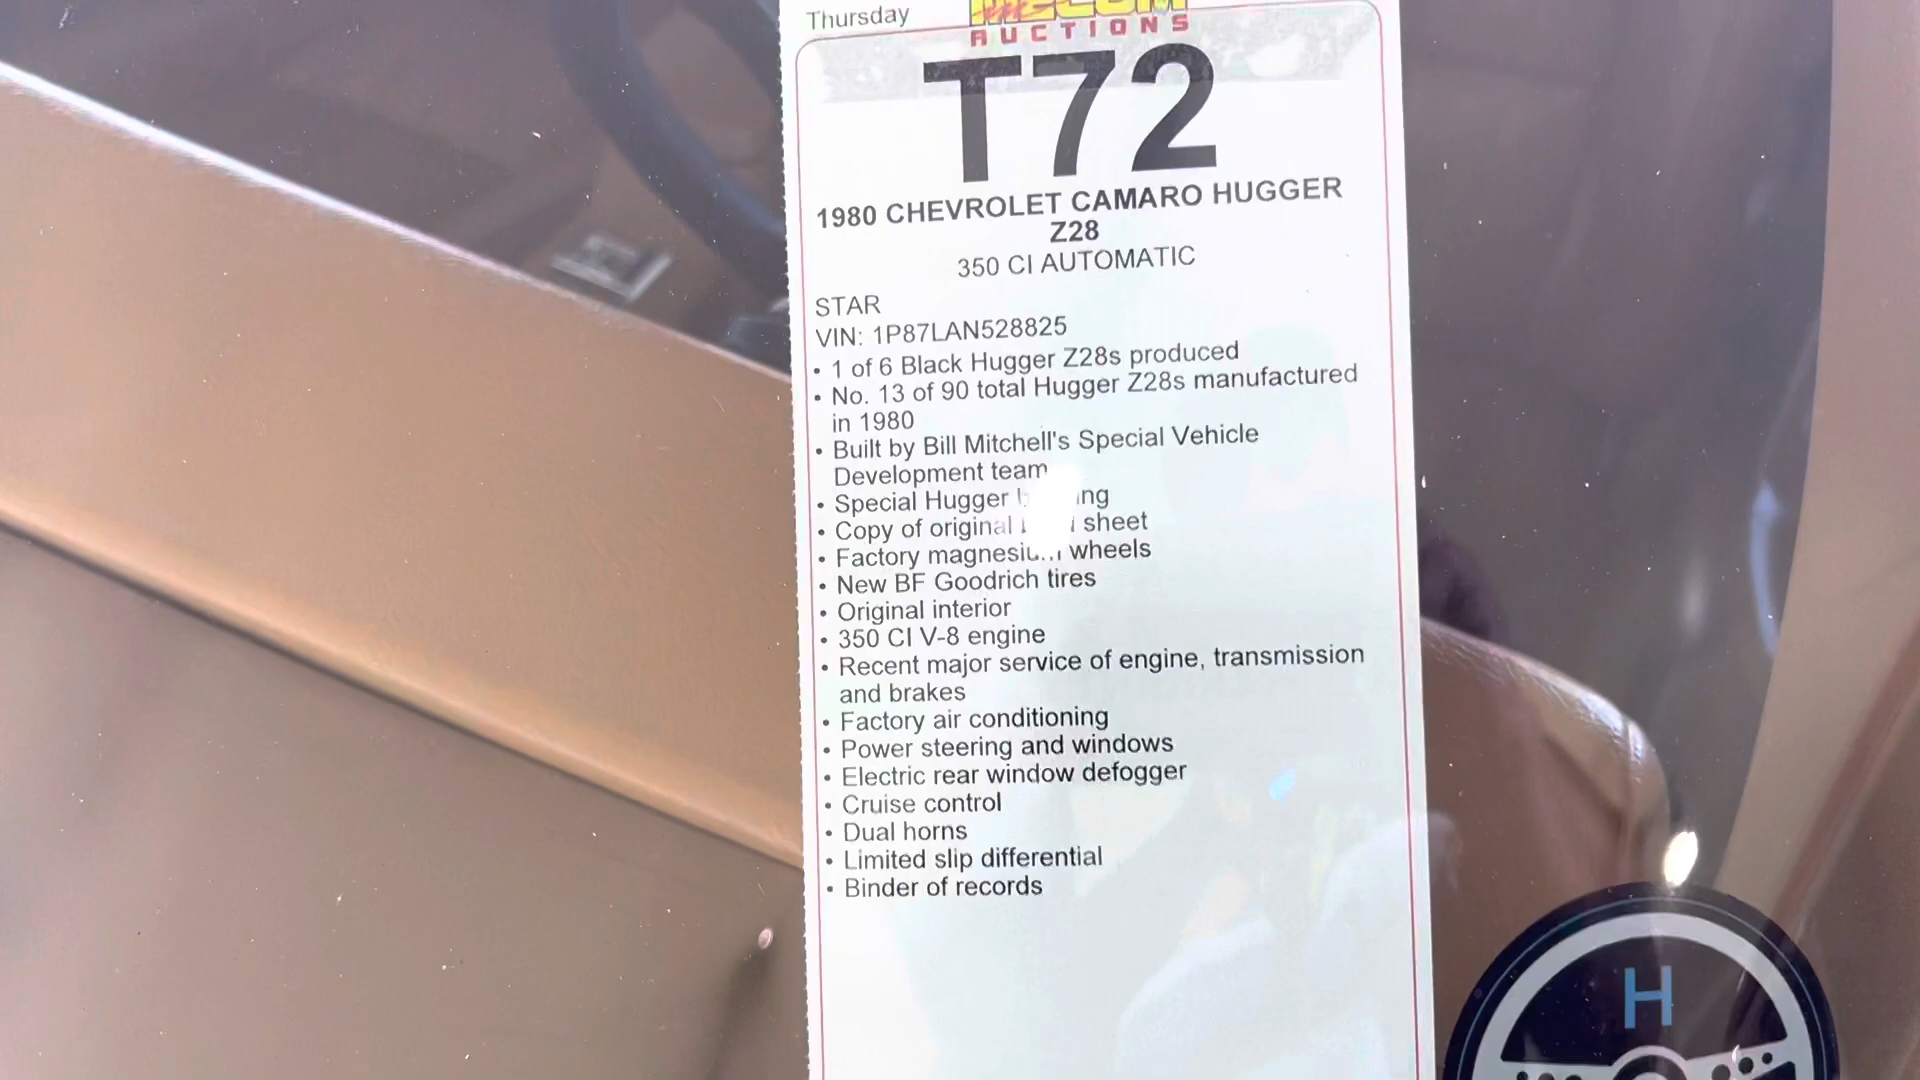 Thursday
MECUM
AUCTIONS
T72
1980 CHEVROLET CAMARO HUGGER
Z28
350 CI AUTOMATIC
STAR
VIN: 1P87LAN528825
• 1 of 6 Black Hugger Z28s produced
• No. 13 of 90 total Hugger Z28s manufactured
in 1980
• Built by Bill Mitchell's Special Vehicle
Development team
• Special Hugger
• Copy of original sheet
• Factory magnesium wheels
• New BF Goodrich tires
• Original interior
• 350 CI V-8 engine
• Recent major service of engine, transmission
and brakes
• Factory air conditioning
• Power steering and windows
• Electric rear window defogger
• Cruise control
• Dual horns
• Limited slip differential
• Binder of records
H